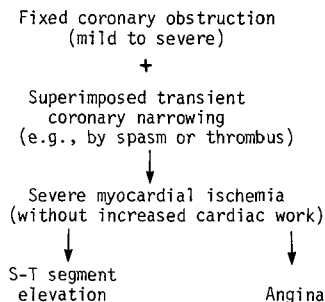 Fixed coronary obstruction
(mild to severe)
+
Superimposed transient
coronary narrowing
(e.g., by spasm or thrombus)
Severe myocardial ischemia
(without increased cardiac work)
S-T segment
elevation
Angina